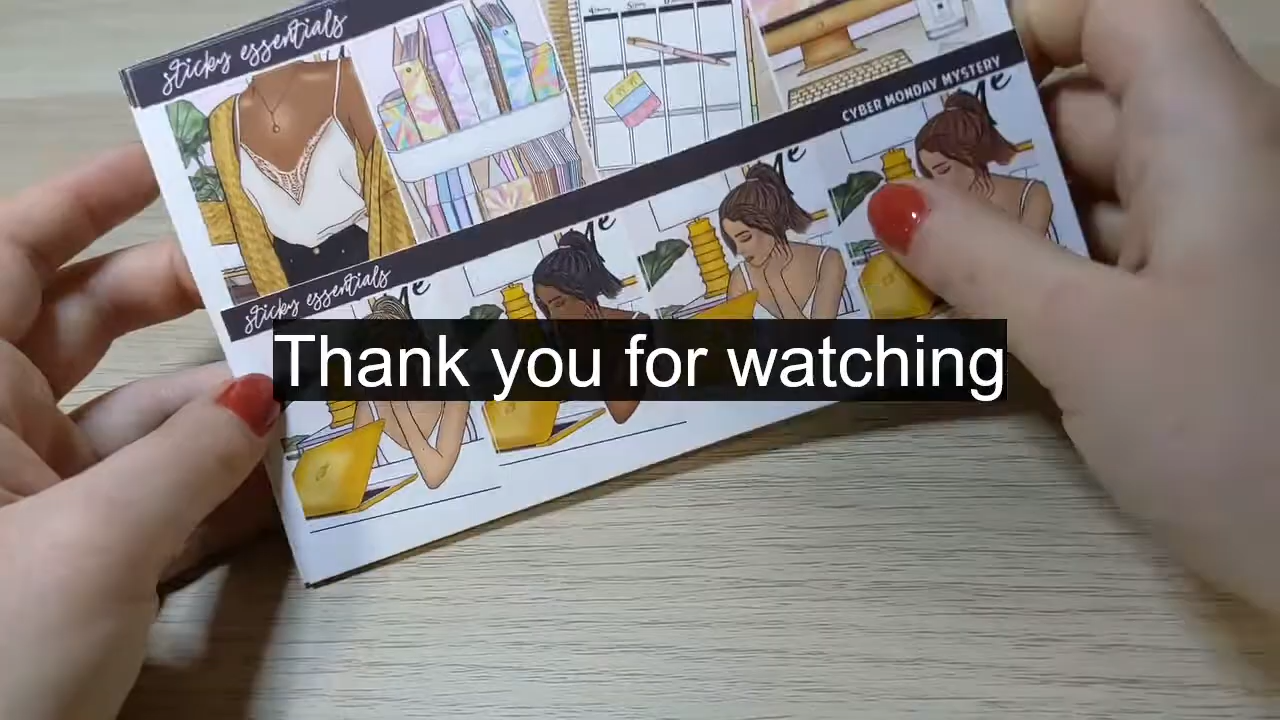 sticky essentials
CYBER MONDAY MYSTERY
sticky essentials
Thank you for watching